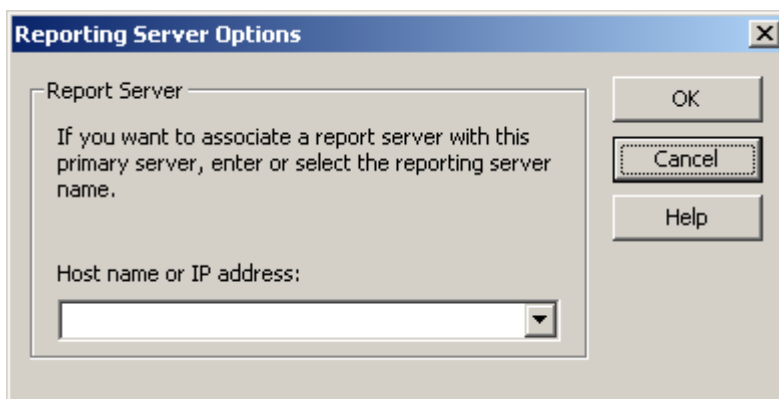 Reporting Server Options
Report Server
If you want to associate a report server with this
primary server, enter or select the reporting server
name.
Host name or IP address:
OK
Cancel
Help